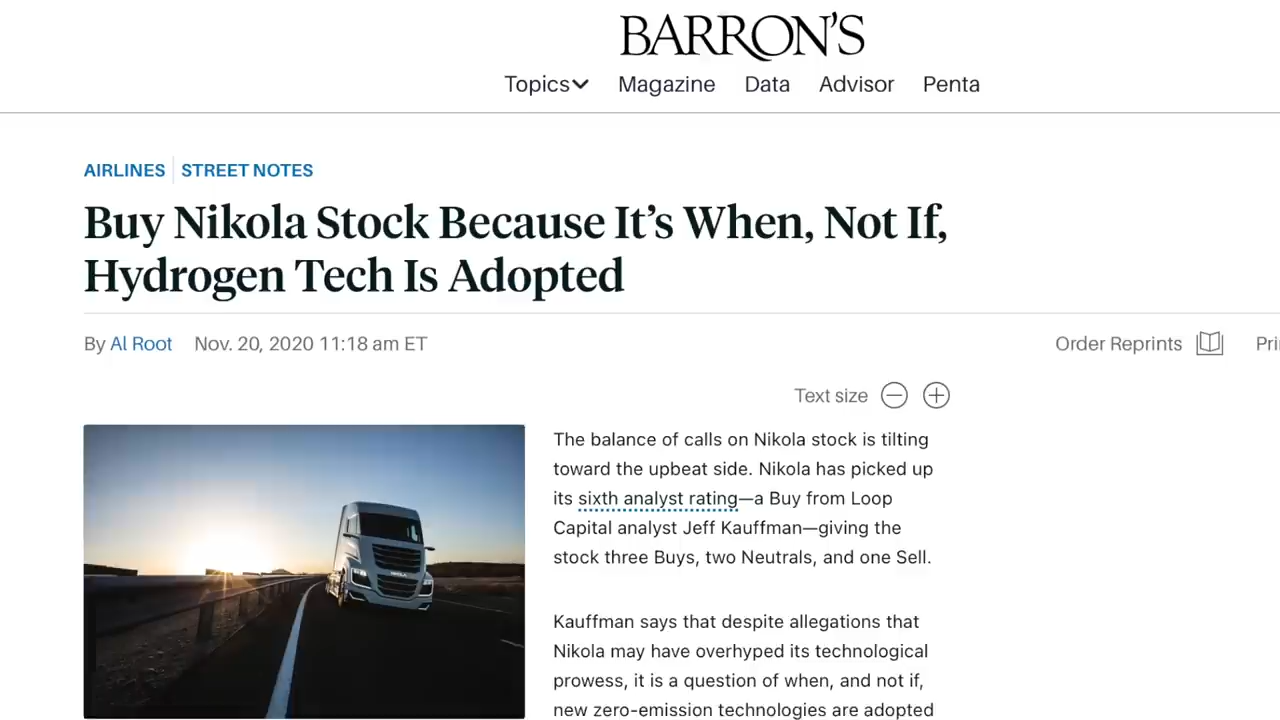 BARRON'S
Topics Magazine Data Advisor Penta
AIRLINES STREET NOTES
Buy Nikola Stock Because It’s When, Not If,
Hydrogen Tech Is Adopted
By Al Root Nov. 20, 2020 11:18 am ET Order Reprints Pri
Text size
The balance of calls on Nikola stock is tilting
toward the upbeat side. Nikola has picked up
its sixth analyst rating—a Buy from Loop
Capital analyst Jeff Kauffman—giving the
stock three Buys, two Neutrals, and one Sell.
Kauffman says that despite allegations that
Nikola may have overhyped its technological
prowess, it is a question of when, and not if,
new zero-emission technologies are adopted
NIKOLA